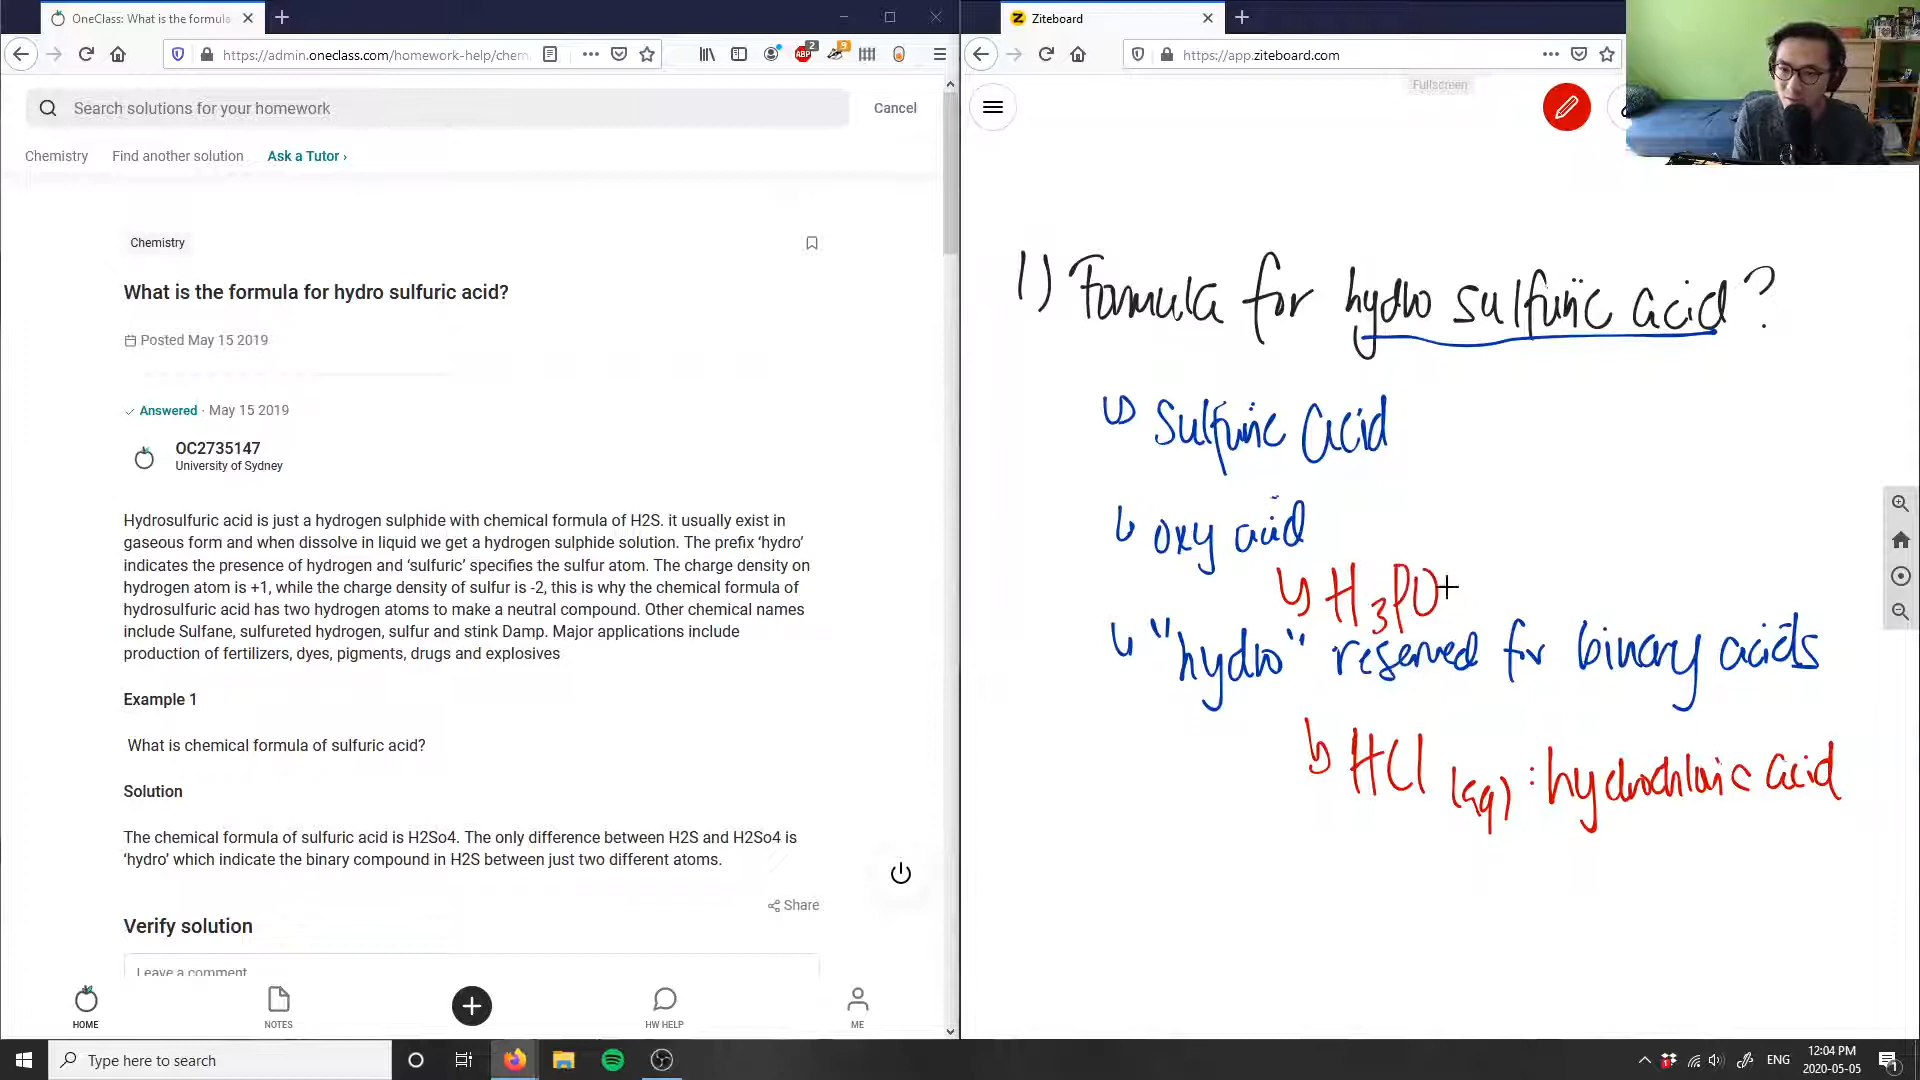 OneClass: What is the formula
https://admin.oneclass.com/homework-help/chem
ABP
2
9
Search solutions for your homework
Cancel
Chemistry
Find another solution
Ask a Tutor ›
Chemistry
What is the formula for hydro sulfuric acid?
Posted May 15 2019
Answered · May 15 2019
OC2735147
University of Sydney
Hydrosulfuric acid is just a hydrogen sulphide with chemical formula of H2S. it usually exist in
gaseous form and when dissolve in liquid we get a hydrogen sulphide solution. The prefix ‘hydro’
indicates the presence of hydrogen and ‘sulfuric’ specifies the sulfur atom. The charge density on
hydrogen atom is +1, while the charge density of sulfur is -2, this is why the chemical formula of
hydrosulfuric acid has two hydrogen atoms to make a neutral compound. Other chemical names
include Sulfane, sulfureted hydrogen, sulfur and stink Damp. Major applications include
production of fertilizers, dyes, pigments, drugs and explosives
Example 1
What is chemical formula of sulfuric acid?
Solution
The chemical formula of sulfuric acid is H2So4. The only difference between H2S and H2So4 is
‘hydro’ which indicate the binary compound in H2S between just two different atoms.
Share
Verify solution
Leave a comment
HOME
NOTES
HW HELP
ME
Ziteboard
https://app.ziteboard.com
Fullscreen
1) Formula for hydro sulfuric acid?
Sulfuric Acid
oxy acid
H3PO
"hydro" reserved for binary acids
HCl (aq) : hydrochloric acid
Type here to search
ENG
12:04 PM
2020-05-05
1